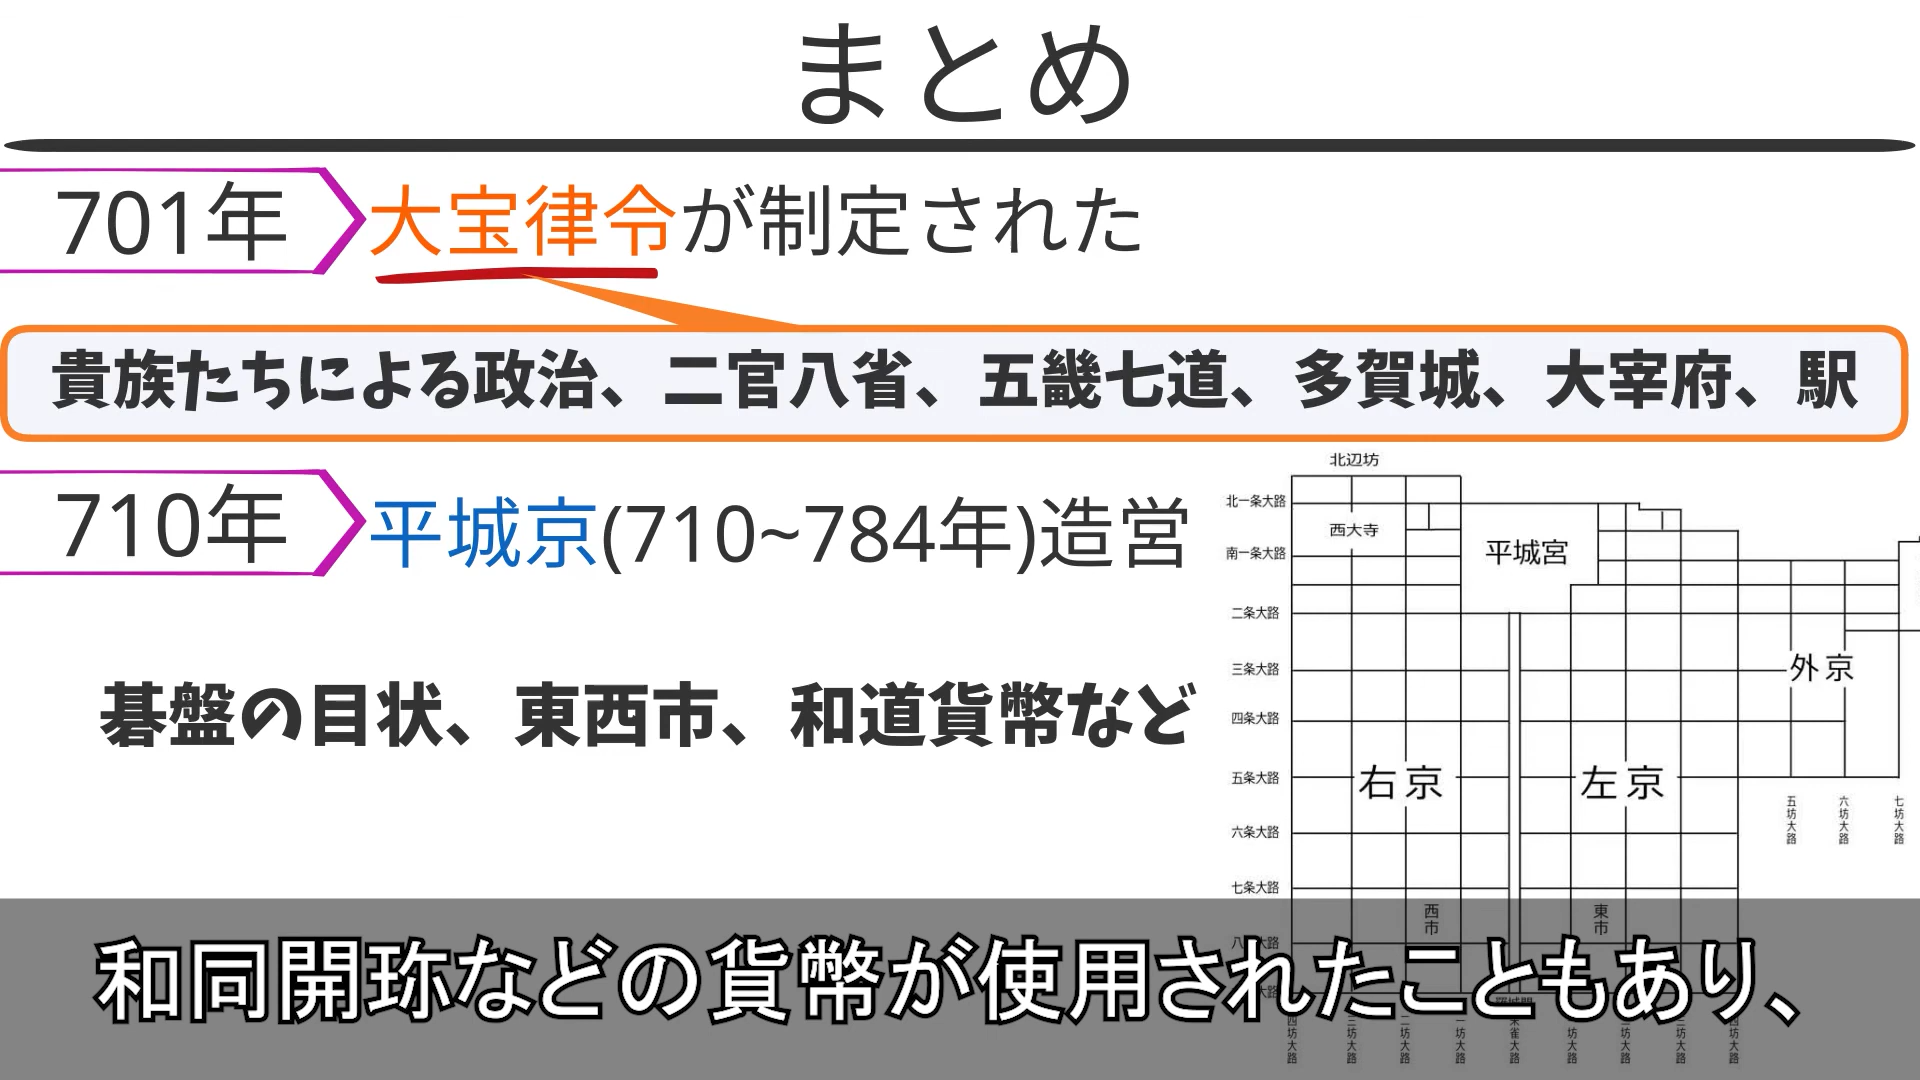 まとめ
701年
大宝律令が制定された
貴族たちによる政治、二官八省、五畿七道、多賀城、大宰府、駅
710年
平城京(710~784年)造営
碁盤の目状、東西市、和道貨幣など
北辺坊
北一条大路
西大寺
南一条大路
平城宮
二条大路
三条大路
外京
四条大路
五条大路
右京
左京
五坊大路
六坊大路
七坊大路
六条大路
七条大路
西市
東市
和同開珎などの貨幣が使用されたこともあり、